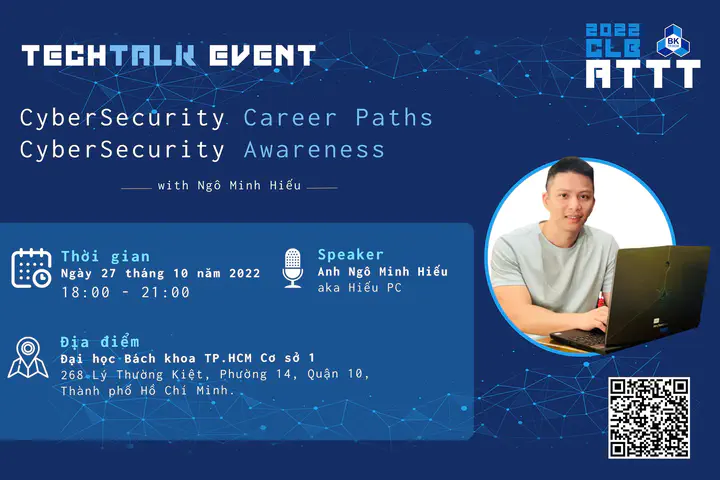 TECHTALK EVENT
2022
CLB
BK
ATTT
CyberSecurity Career Paths
CyberSecurity Awareness
with Ngô Minh Hiếu
Thời gian
Ngày 27 tháng 10 năm 2022
18:00 - 21:00
Speaker
Anh Ngô Minh Hiếu
aka Hiếu PC
Địa điểm
Đại học Bách khoa TP.HCM Cơ sở 1
268 Lý Thường Kiệt, Phường 14, Quận 10,
Thành phố Hồ Chí Minh.